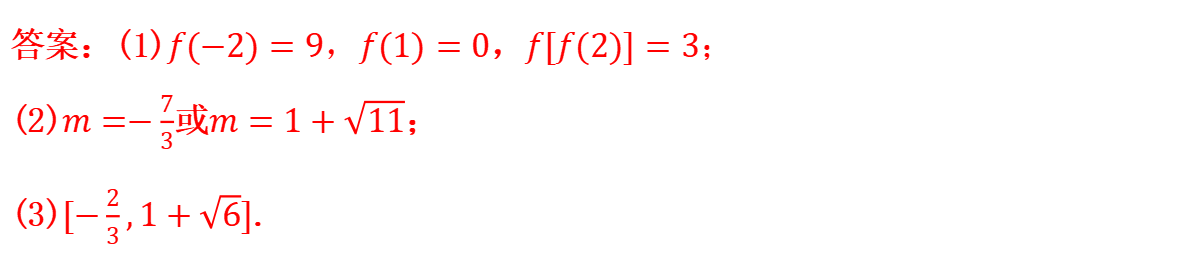 答案：(1)f(−2) = 9，f(1) = 0，f[f(2)] = 3；
(2)m =− 7/3或m = 1 + √11；
(3)[− 2/3, 1 + √6].